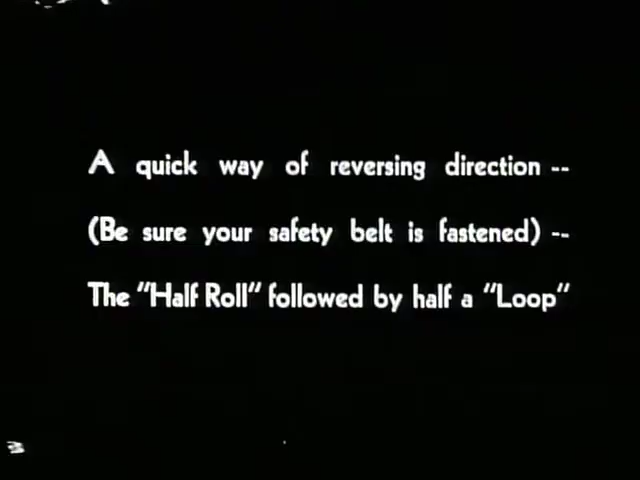 A quick way of reversing direction --
(Be sure your safety belt is fastened) --
The "Half Roll" followed by half a "Loop"